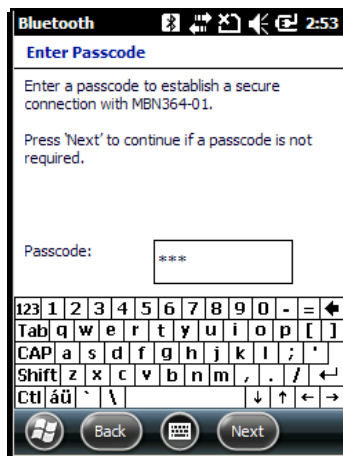 Bluetooth 2:53
Enter Passcode
Enter a passcode to establish a secure
connection with MBN364-01.
Press 'Next' to continue if a passcode is not
required.
Passcode: ***
123 1 2 3 4 5 6 7 8 9 0 - = ←
Tab q w e r t y u i o p [ ]
CAP a s d f g h j k l ; '
Shift z x c v b n m , . / ↵
Ctl áü ` \ ↓ ↑ ← →
Back Next